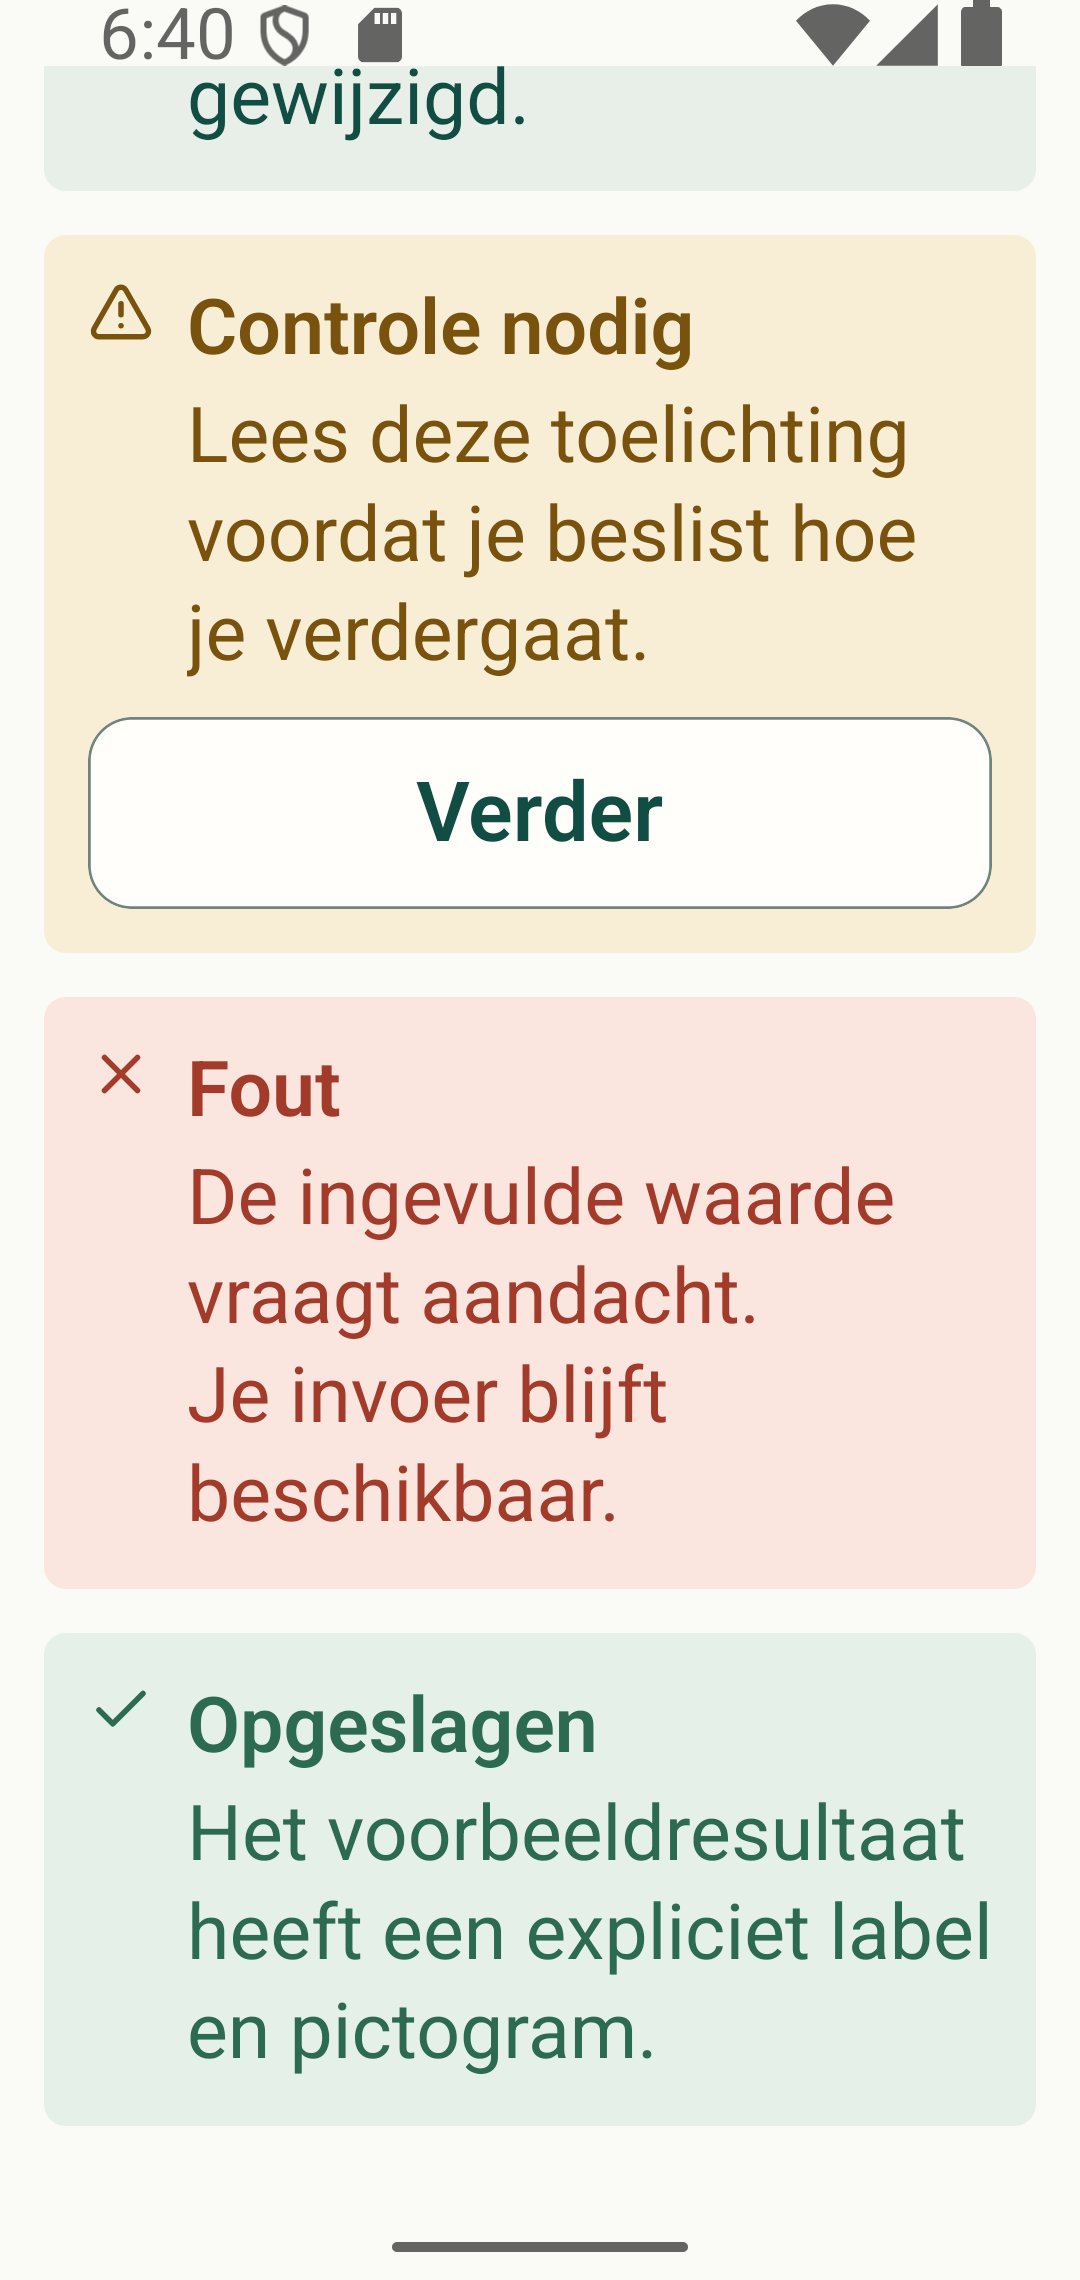 6:40
gewijzigd.
Controle nodig
Lees deze toelichting
voordat je beslist hoe
je verdergaat.
Verder
Fout
De ingevulde waarde
vraagt aandacht.
Je invoer blijft
beschikbaar.
Opgeslagen
Het voorbeeldresultaat
heeft een expliciet label
en pictogram.